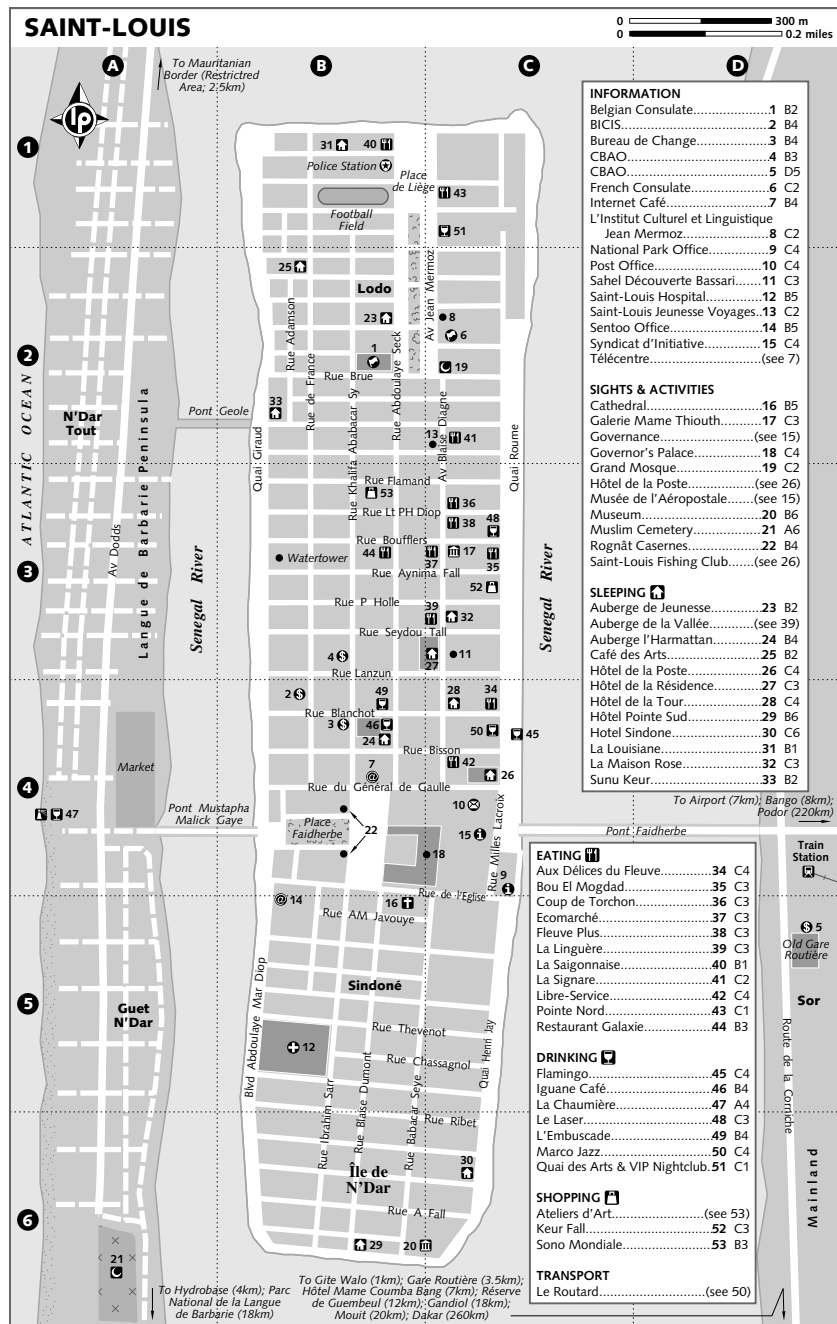 SAINT-LOUIS
0 300 m
0 0.2 miles
A
B
C
D
1
2
3
4
5
6
lp
To Mauritanian
Border (Restrictred
Area; 2.5km)
31
40
Police Station
Place
de Liège
43
Football
Field
51
25
Lodo
23
Av Jean Mermoz
8
6
Rue Adamson
1
19
Rue de France
Rue Brue
Rue Khalifa Ababacar Sy
Rue Abdoulaye Seck
33
Pont Geole
Quai Giraud
13
41
Av Blaise Diagne
Quai Roume
ATLANTIC OCEAN
N'Dar
Tout
Langue de Barbarie Peninsula
Av Dodds
Senegal River
Senegal River
Rue Flamand
53
36
Rue Lt PH Diop
38
48
Rue Boufflers
Watertower
44
37
17
35
Rue Aynima Fall
52
Rue P Holle
39
32
Rue Seydou Tall
4
27
11
Rue Lanzun
2
49
28
34
Rue Blanchot
3
46
50
45
24
Rue Bisson
7
42
26
Rue du Général de Gaulle
Market
47
Pont Mustapha
Malick Gaye
Place
Faidherbe
22
10
15
18
Rue Milles Lacroix
Pont Faidherbe
To Airport (7km); Bango (8km);
Podor (220km)
Train
Station
9
Rue de l'Eglise
14
16
Rue AM Javouye
5
Old Gare
Routière
Sor
Route de la Corniche
Mainland
Guet
N'Dar
Blvd Abdoulaye Mar Diop
Sindoné
Rue Thevenot
12
Rue Chassagnol
Quai Henri Jay
Rue Ibrahim Sarr
Rue Blaise Dumont
Rue Babacar Seye
Rue Ribet
30
Île de
N'Dar
Rue A Fall
29
20
21
To Hydrobase (4km); Parc
National de la Langue
de Barbarie (18km)
To Gite Walo (1km); Gare Routière (3.5km);
Hôtel Mame Coumba Bang (7km); Réserve
de Guembeul (12km); Gandiol (18km);
Mouit (20km); Dakar (260km)
INFORMATION
Belgian Consulate 1 B2
BICIS 2 B4
Bureau de Change 3 B4
CBAO 4 B3
CBAO 5 D5
French Consulate 6 C2
Internet Café 7 B4
L'Institut Culturel et Linguistique
Jean Mermoz 8 C2
National Park Office 9 C4
Post Office 10 C4
Sahel Découverte Bassari 11 C3
Saint-Louis Hospital 12 B5
Saint-Louis Jeunesse Voyages 13 C2
Sentoo Office 14 B5
Syndicat d'Initiative 15 C4
Télécentre (see 7)
SIGHTS & ACTIVITIES
Cathedral 16 B5
Galerie Mame Thiouth 17 C3
Governance (see 15)
Governor's Palace 18 C4
Grand Mosque 19 C2
Hôtel de la Poste (see 26)
Musée de l'Aéropostale (see 15)
Museum 20 B6
Muslim Cemetery 21 A6
Rognât Casernes 22 B4
Saint-Louis Fishing Club (see 26)
SLEEPING
Auberge de Jeunesse 23 B2
Auberge de la Vallée (see 39)
Auberge l'Harmattan 24 B4
Café des Arts 25 B2
Hôtel de la Poste 26 C4
Hôtel de la Résidence 27 C3
Hôtel de la Tour 28 C4
Hôtel Pointe Sud 29 B6
Hotel Sindone 30 C6
La Louisiane 31 B1
La Maison Rose 32 C3
Sunu Keur 33 B2
EATING
Aux Délices du Fleuve 34 C4
Bou El Mogdad 35 C3
Coup de Torchon 36 C3
Ecomarché 37 C3
Fleuve Plus 38 C3
La Linguère 39 C3
La Saigonnaise 40 B1
La Signare 41 C2
Libre-Service 42 C4
Pointe Nord 43 C1
Restaurant Galaxie 44 B3
DRINKING
Flamingo 45 C4
Iguane Café 46 B4
La Chaumière 47 A4
Le Laser 48 C3
L'Embuscade 49 B4
Marco Jazz 50 C4
Quai des Arts & VIP Nightclub 51 C1
SHOPPING
Ateliers d'Art (see 53)
Keur Fall 52 C3
Sono Mondiale 53 B3
TRANSPORT
Le Routard (see 50)